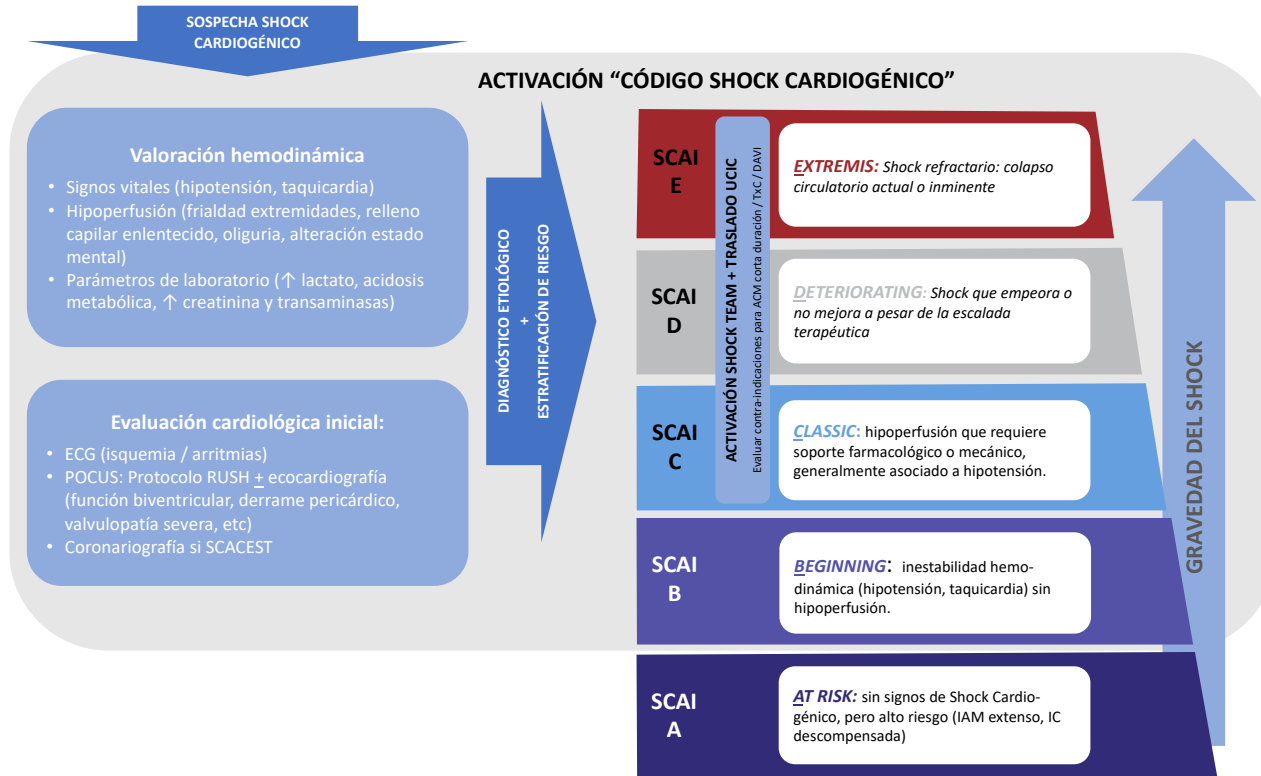 SOSPECHA SHOCK
CARDIOGÉNICO
ACTIVACIÓN “CÓDIGO SHOCK CARDIOGÉNICO”
Valoración hemodinámica
• Signos vitales (hipotensión, taquicardia)
• Hipoperfusión (frialdad extremidades, relleno
capilar enlentecido, oliguria, alteración estado
mental)
• Parámetros de laboratorio (↑ lactato, acidosis
metabólica, ↑ creatinina y transaminasas)
Evaluación cardiológica inicial:
• ECG (isquemia / arritmias)
• POCUS: Protocolo RUSH + ecocardiografía
(función biventricular, derrame pericárdico,
valvulopatía severa, etc)
• Coronariografía si SCACEST
DIAGNÓSTICO ETIOLÓGICO
+
ESTRATIFICACIÓN DE RIESGO
SCAI
E
EXTREMIS: Shock refractario: colapso
circulatorio actual o inminente
SCAI
D
DETERIORATING: Shock que empeora o
no mejora a pesar de la escalada
terapéutica
SCAI
C
CLASSIC: hipoperfusión que requiere
soporte farmacológico o mecánico,
generalmente asociado a hipotensión.
ACTIVACIÓN SHOCK TEAM + TRASLADO UCIC
Evaluar contra-indicaciones para ACM corta duración / TxC / DAVI
SCAI
B
BEGINNING: inestabilidad hemo-
dinámica (hipotensión, taquicardia) sin
hipoperfusión.
SCAI
A
AT RISK: sin signos de Shock Cardio-
génico, pero alto riesgo (IAM extenso, IC
descompensada)
GRAVEDAD DEL SHOCK